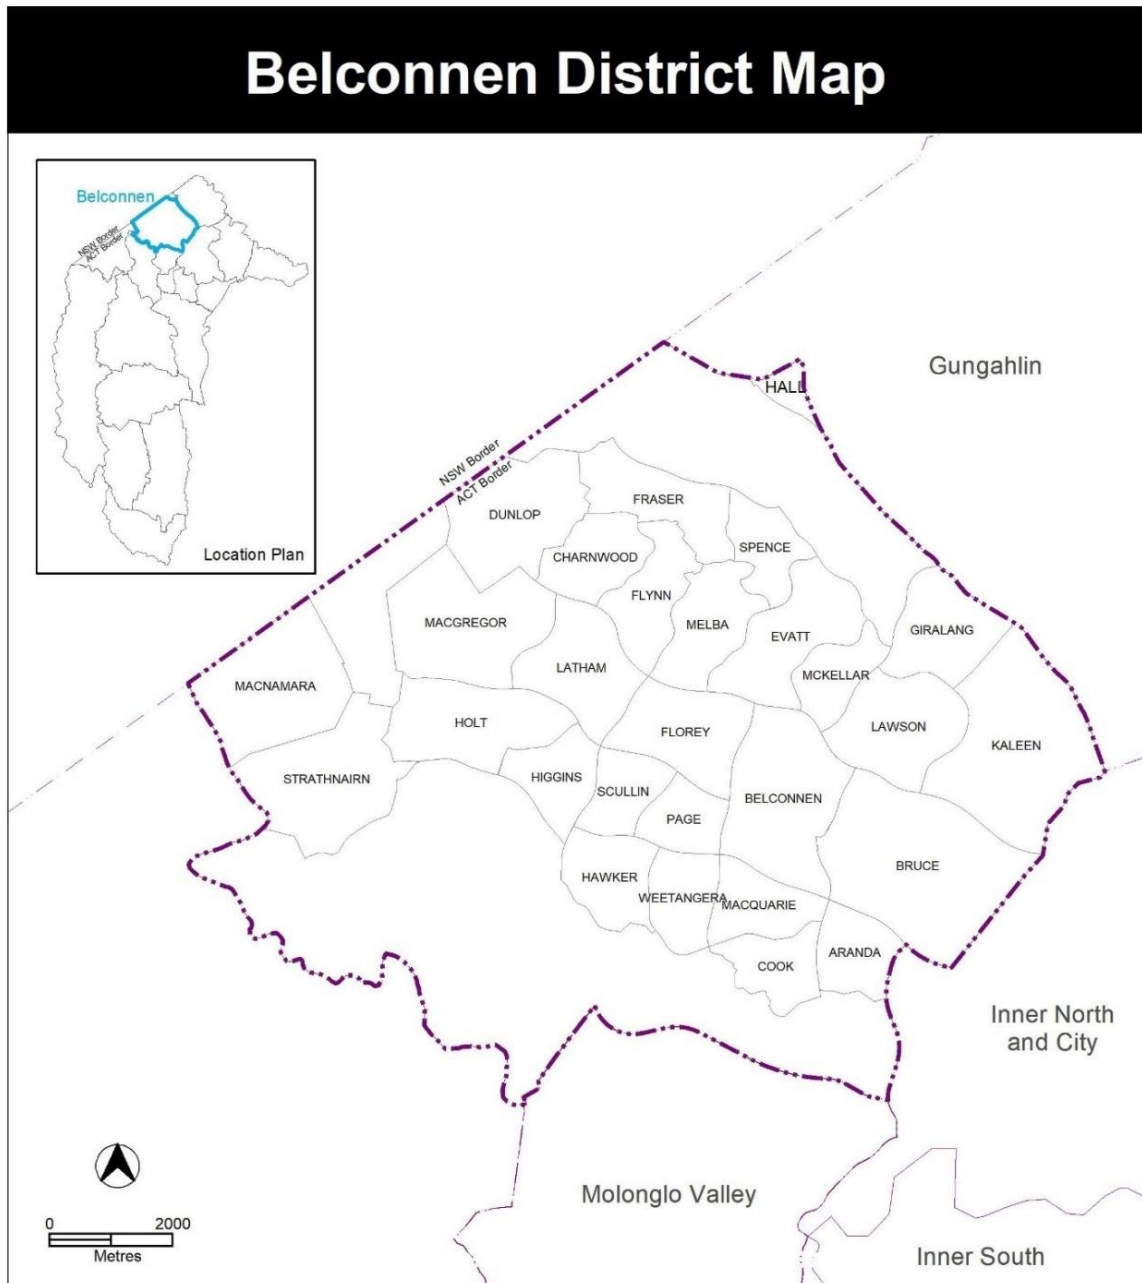 Belconnen District Map
Belconnen
NSW Border
ACT Border
Location Plan
Gungahlin
HALL
NSW Border
ACT Border
DUNLOP
FRASER
CHARNWOOD
SPENCE
FLYNN
MACGREGOR
MELBA
EVATT
GIRALANG
LATHAM
MCKELLAR
MACNAMARA
HOLT
FLOREY
LAWSON
KALEEN
STRATHNAIRN
HIGGINS
SCULLIN
BELCONNEN
PAGE
BRUCE
HAWKER
WEETANGERA
MACQUARIE
ARANDA
COOK
Inner North
and City
Molonglo Valley
Inner South
0 2000
Metres